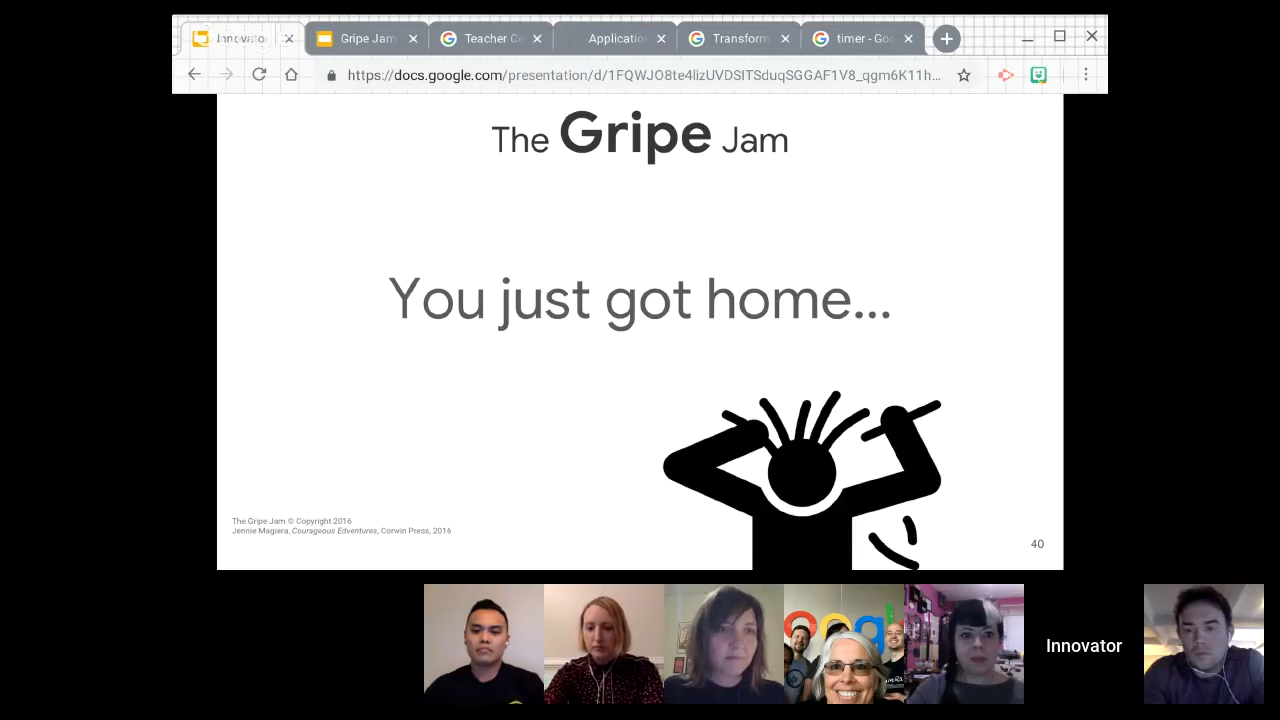 Innovato
Gripe Jam
Teacher Ce
Applicatio
Transform
timer - Goo
https://docs.google.com/presentation/d/1FQWJO8te4lizUVDSITSduqSGGAF1V8_qgm6K11h...
The Gripe Jam
You just got home...
The Gripe Jam © Copyright 2016
Jennie Magiera, Courageous Edventures, Corwin Press, 2016
40
Innovator